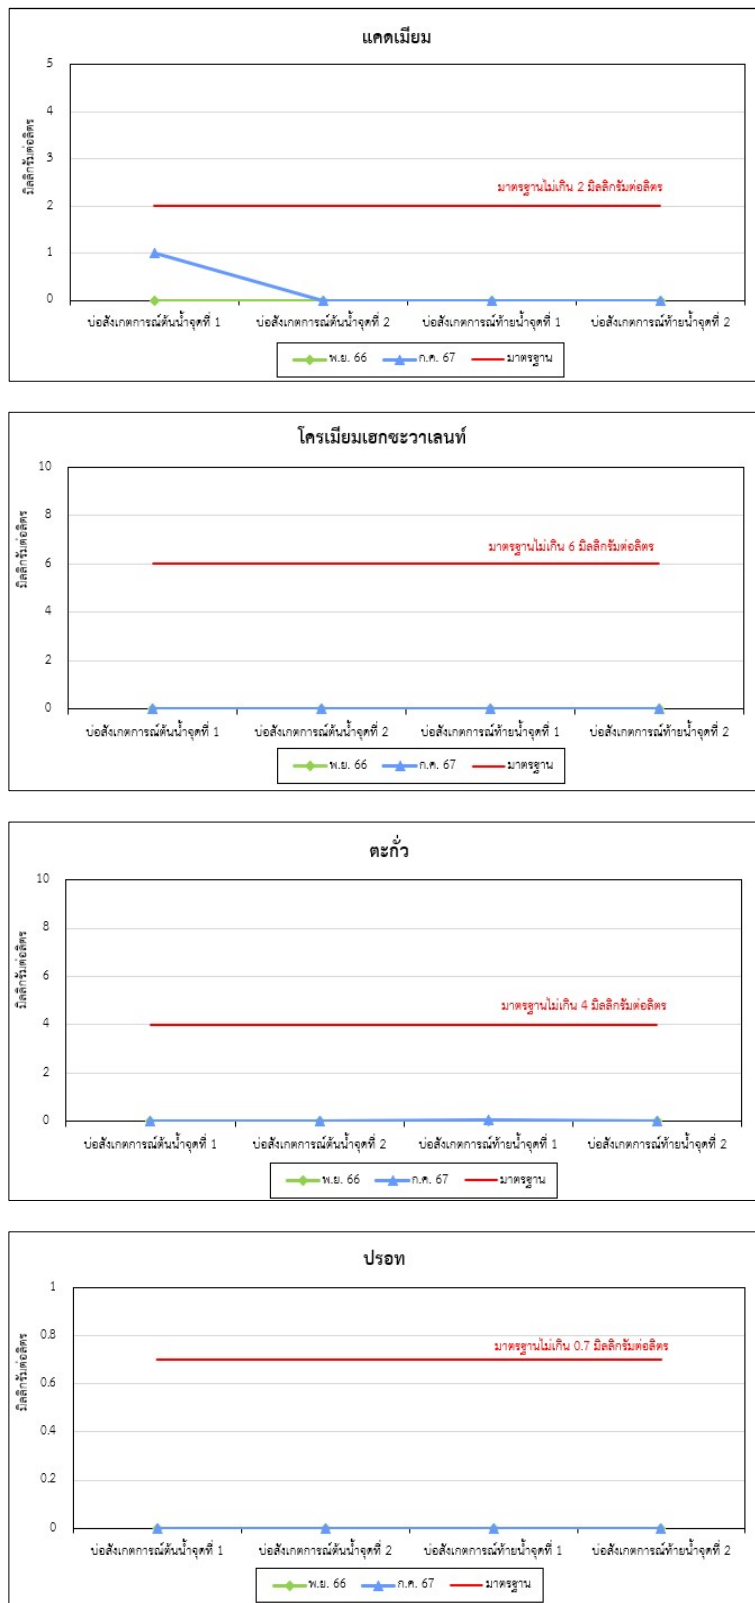 แคดเมียม
5
4
3
2
1
0
มิลลิกรัมต่อลิตร
มาตรฐานไม่เกิน 2 มิลลิกรัมต่อลิตร
บ่อสังเกตการณ์ต้นน้ำจุดที่ 1 บ่อสังเกตการณ์ต้นน้ำจุดที่ 2 บ่อสังเกตการณ์ท้ายน้ำจุดที่ 1 บ่อสังเกตการณ์ท้ายน้ำจุดที่ 2
พ.ย. 66 ก.ค. 67 มาตรฐาน
โครเมียมเฮกซะวาเลนท์
10
8
6
4
2
0
มิลลิกรัมต่อลิตร
มาตรฐานไม่เกิน 6 มิลลิกรัมต่อลิตร
บ่อสังเกตการณ์ต้นน้ำจุดที่ 1 บ่อสังเกตการณ์ต้นน้ำจุดที่ 2 บ่อสังเกตการณ์ท้ายน้ำจุดที่ 1 บ่อสังเกตการณ์ท้ายน้ำจุดที่ 2
พ.ย. 66 ก.ค. 67 มาตรฐาน
ตะกั่ว
10
8
6
4
2
0
มิลลิกรัมต่อลิตร
มาตรฐานไม่เกิน 4 มิลลิกรัมต่อลิตร
บ่อสังเกตการณ์ต้นน้ำจุดที่ 1 บ่อสังเกตการณ์ต้นน้ำจุดที่ 2 บ่อสังเกตการณ์ท้ายน้ำจุดที่ 1 บ่อสังเกตการณ์ท้ายน้ำจุดที่ 2
พ.ย. 66 ก.ค. 67 มาตรฐาน
ปรอท
1
0.8
0.6
0.4
0.2
0
มิลลิกรัมต่อลิตร
มาตรฐานไม่เกิน 0.7 มิลลิกรัมต่อลิตร
บ่อสังเกตการณ์ต้นน้ำจุดที่ 1 บ่อสังเกตการณ์ต้นน้ำจุดที่ 2 บ่อสังเกตการณ์ท้ายน้ำจุดที่ 1 บ่อสังเกตการณ์ท้ายน้ำจุดที่ 2
พ.ย. 66 ก.ค. 67 มาตรฐาน